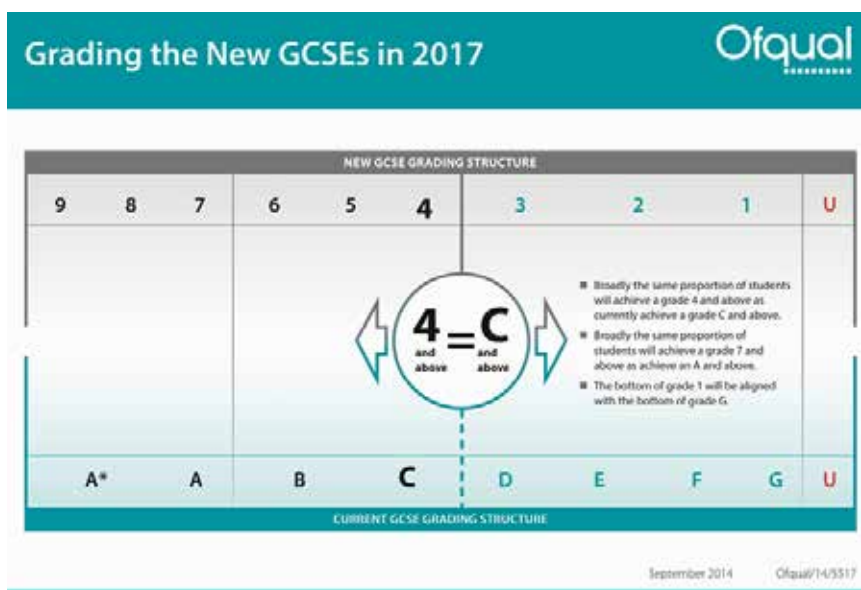 Grading the New GCSEs in 2017
Ofqual
NEW GCSE GRADING STRUCTURE
9 8 7 6 5 4 3 2 1 U
4 and above = C and above
■ Broadly the same proportion of students
will achieve a grade 4 and above as
currently achieve a grade C and above.
■ Broadly the same proportion of
students will achieve a grade 7 and
above as achieve an A and above.
■ The bottom of grade 1 will be aligned
with the bottom of grade G.
A* A B C D E F G U
CURRENT GCSE GRADING STRUCTURE
September 2014 Ofqual/14/5517